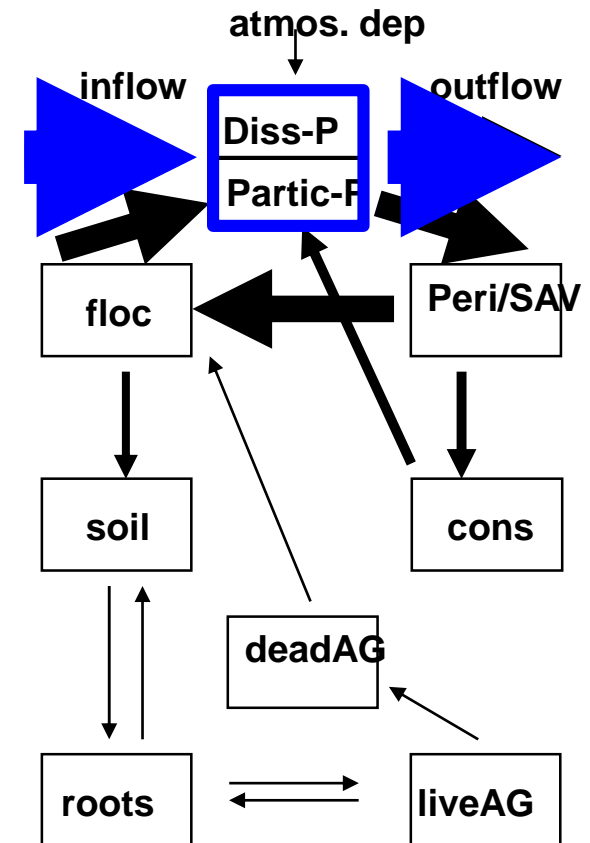 atmos. dep
inflow
outflow
Diss-P
Partic-P
floc
Peri/SAV
soil
cons
deadAG
roots
liveAG